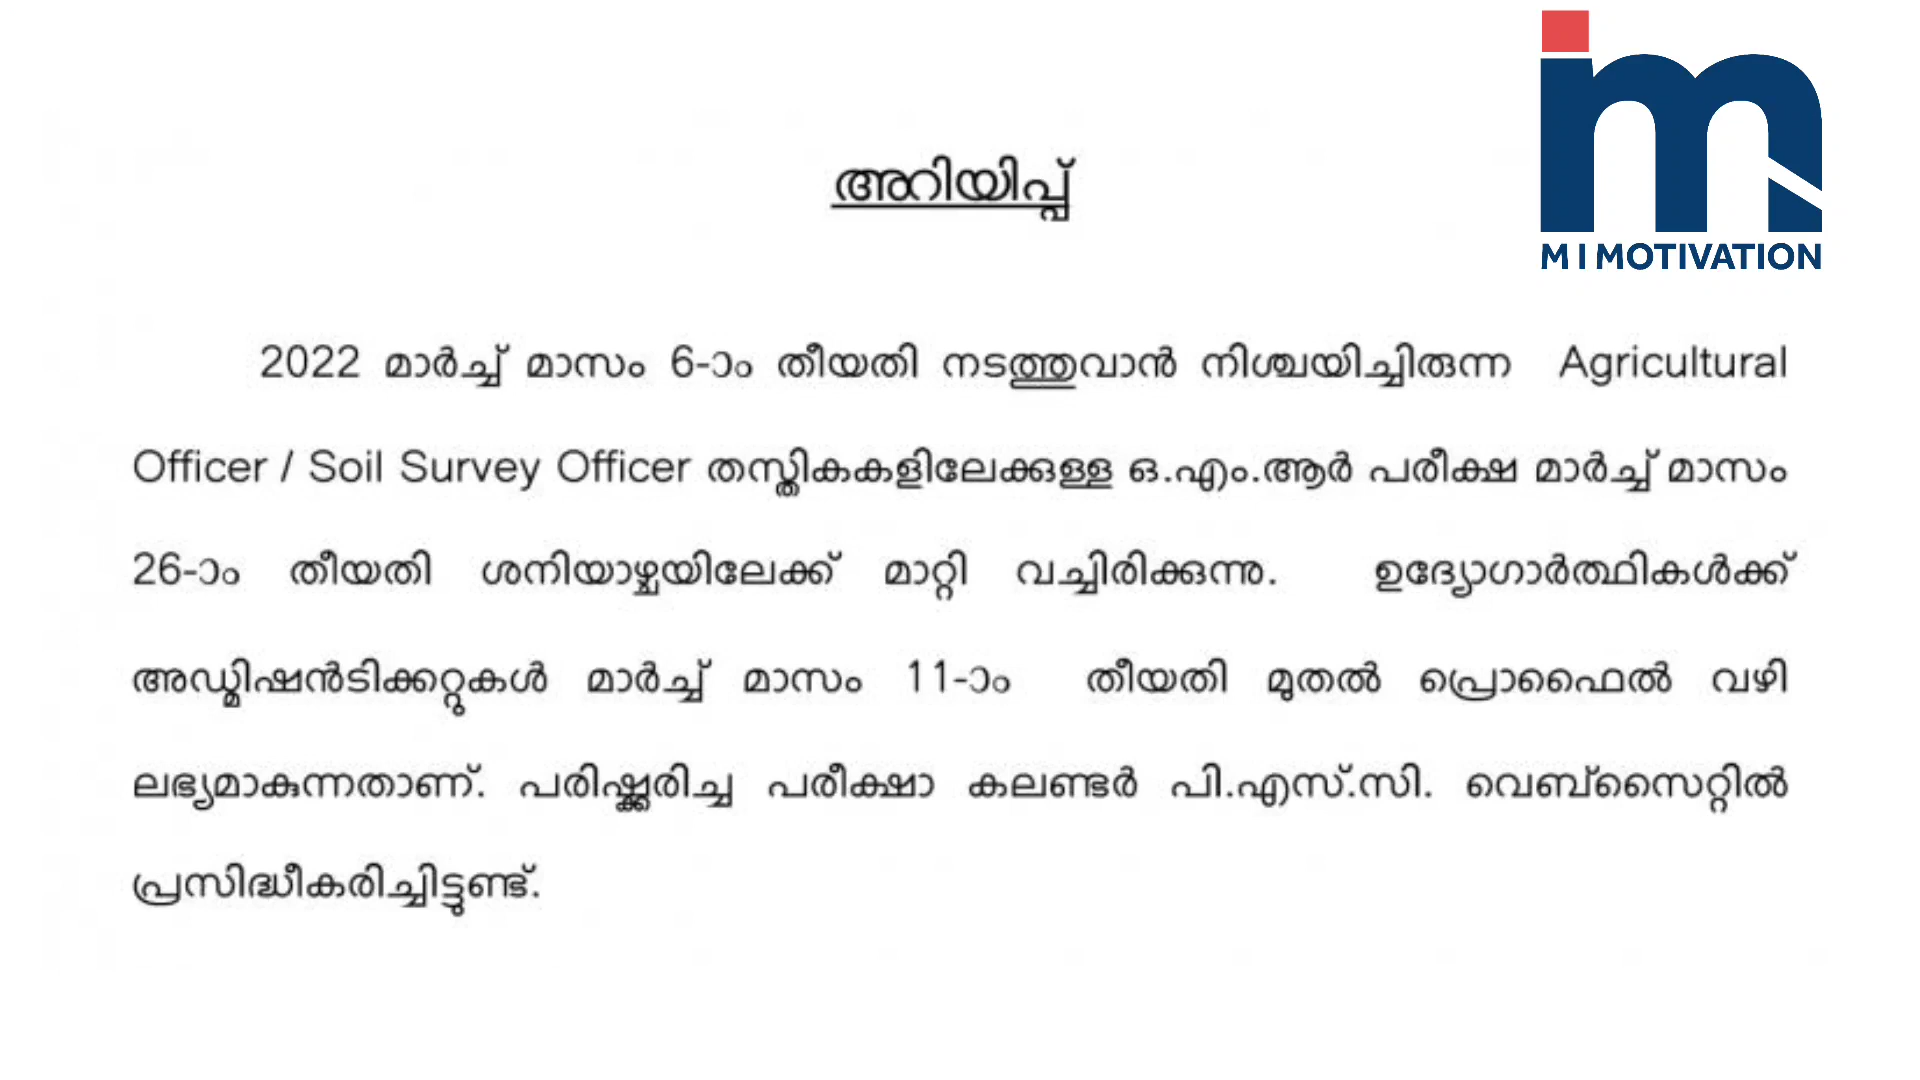 M I MOTIVATION
അറിയിപ്പ്
2022 മാർച്ച് മാസം 6-ാം തീയതി നടത്തുവാൻ നിശ്ചയിച്ചിരുന്ന Agricultural
Officer / Soil Survey Officer തസ്തികകളിലേക്കുള്ള ഒ.എം.ആർ പരീക്ഷ മാർച്ച് മാസം
26-ാം തീയതി ശനിയാഴ്ചയിലേക്ക് മാറ്റി വച്ചിരിക്കുന്നു. ഉദ്യോഗാർത്ഥികൾക്ക്
അഡ്മിഷൻടിക്കറ്റുകൾ മാർച്ച് മാസം 11-ാം തീയതി മുതൽ പ്രൊഫൈൽ വഴി
ലഭ്യമാകുന്നതാണ്. പരിഷ്ക്കരിച്ച പരീക്ഷാ കലണ്ടർ പി.എസ്.സി. വെബ്സൈറ്റിൽ
പ്രസിദ്ധീകരിച്ചിട്ടുണ്ട്.